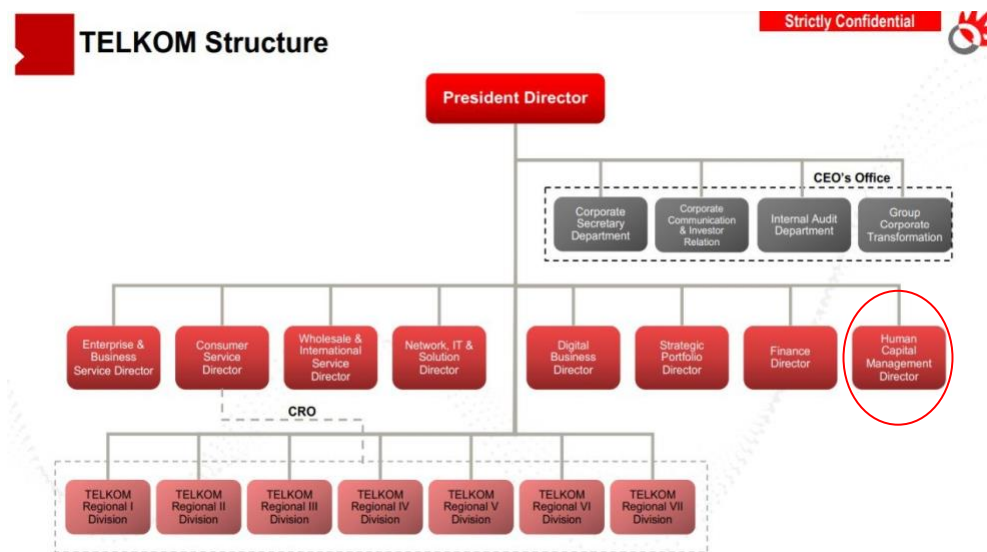 Strictly Confidential
TELKOM Structure
President Director
CEO's Office
Corporate
Secretary
Department
Corporate
Communication
& Investor
Relation
Internal Audit
Department
Group
Corporate
Transformation
Enterprise &
Business
Service Director
Consumer
Service
Director
Wholesale &
International
Service
Director
Network, IT &
Solution
Director
Digital
Business
Director
Strategic
Portfolio
Director
Finance
Director
Human
Capital
Management
Director
CRO
TELKOM
Regional I
Division
TELKOM
Regional II
Division
TELKOM
Regional III
Division
TELKOM
Regional IV
Division
TELKOM
Regional V
Division
TELKOM
Regional VI
Division
TELKOM
Regional VII
Division